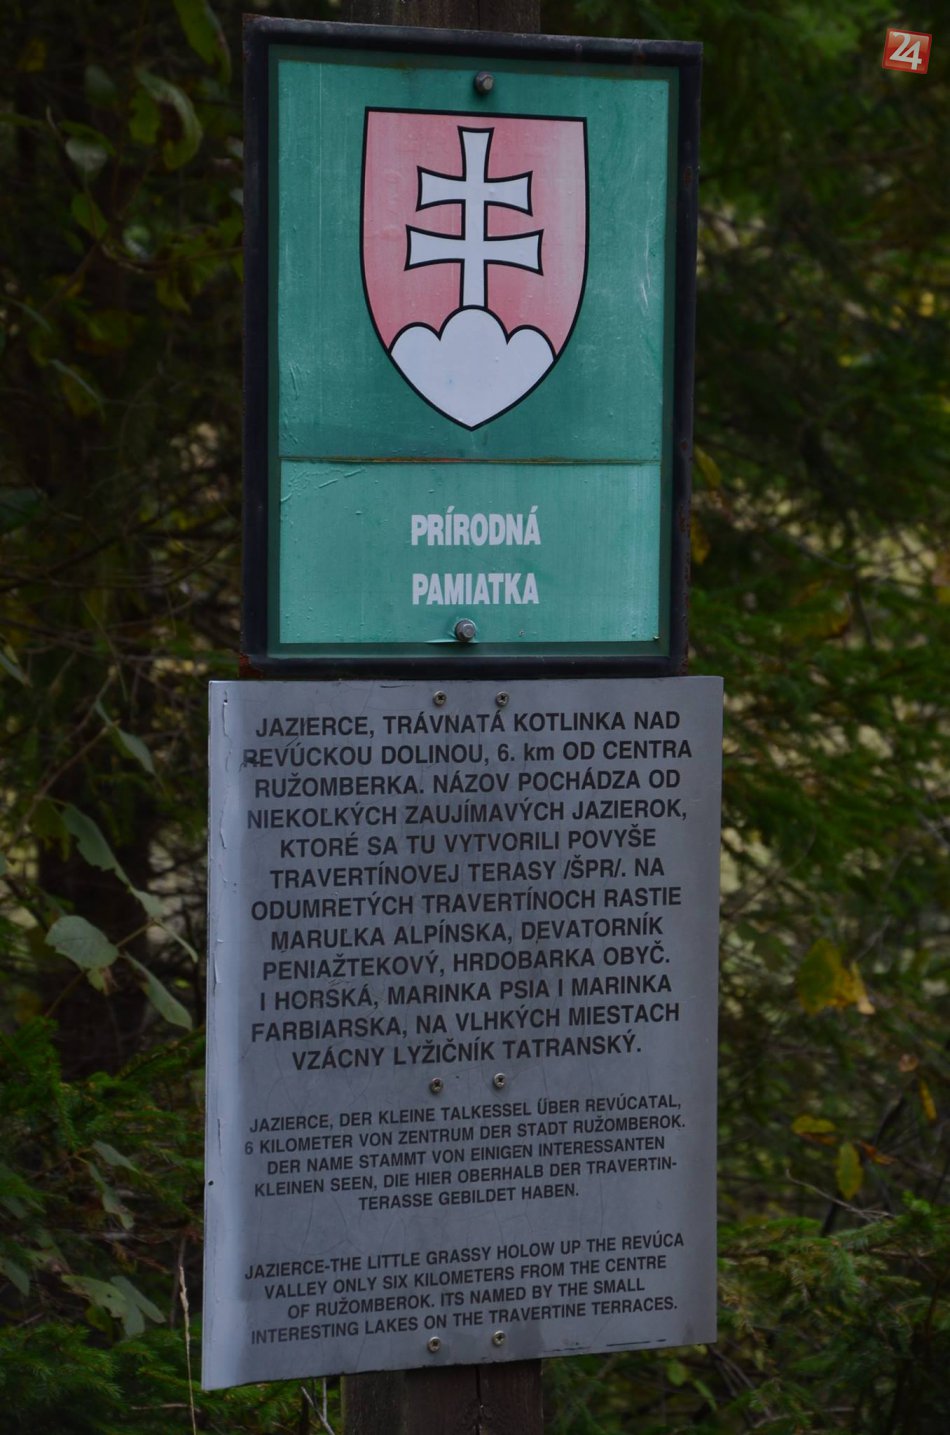 24
PRÍRODNÁ
PAMIATKA
JAZIERCE, TRÁVNATÁ KOTLINKA NAD
REVÚCKOU DOLINOU, 6. km OD CENTRA
RUŽOMBERKA. NÁZOV POCHÁDZA OD
NIEKOĽKÝCH ZAUJÍMAVÝCH JAZIEROK,
KTORÉ SA TU VYTVORILI POVYŠE
TRAVERTÍNOVEJ TERASY /ŠPR/. NA
ODUMRETÝCH TRAVERTÍNOCH RASTIE
MARUĽKA ALPÍNSKA, DEVATORNÍK
PENIAŽTEKOVÝ, HRDOBARKA OBYČ.
I HORSKÁ, MARINKA PSIA I MARINKA
FARBIARSKA, NA VLHKÝCH MIESTACH
VZÁCNY LYŽIČNÍK TATRANSKÝ.
JAZIERCE, DER KLEINE TALKESSEL ÜBER REVÚCATAL,
6 KILOMETER VON ZENTRUM DER STADT RUŽOMBEROK.
DER NAME STAMMT VON EINIGEN INTERESSANTEN
KLEINEN SEEN, DIE HIER OBERHALB DER TRAVERTIN-
TERASSE GEBILDET HABEN.
JAZIERCE-THE LITTLE GRASSY HOLOW UP THE REVÚCA
VALLEY ONLY SIX KILOMETERS FROM THE CENTRE
OF RUŽOMBEROK. ITS NAMED BY THE SMALL
INTERESTING LAKES ON THE TRAVERTINE TERRACES.